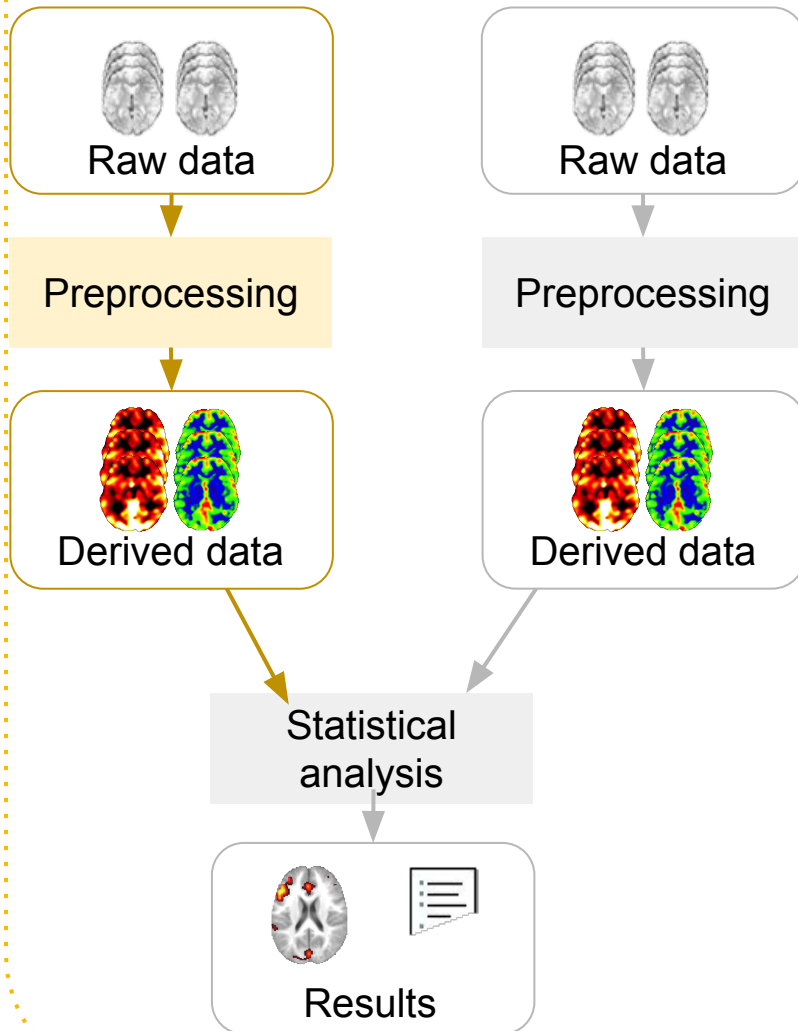 Raw data
Raw data
Preprocessing
Preprocessing
Derived data
Derived data
Statistical
analysis
Results